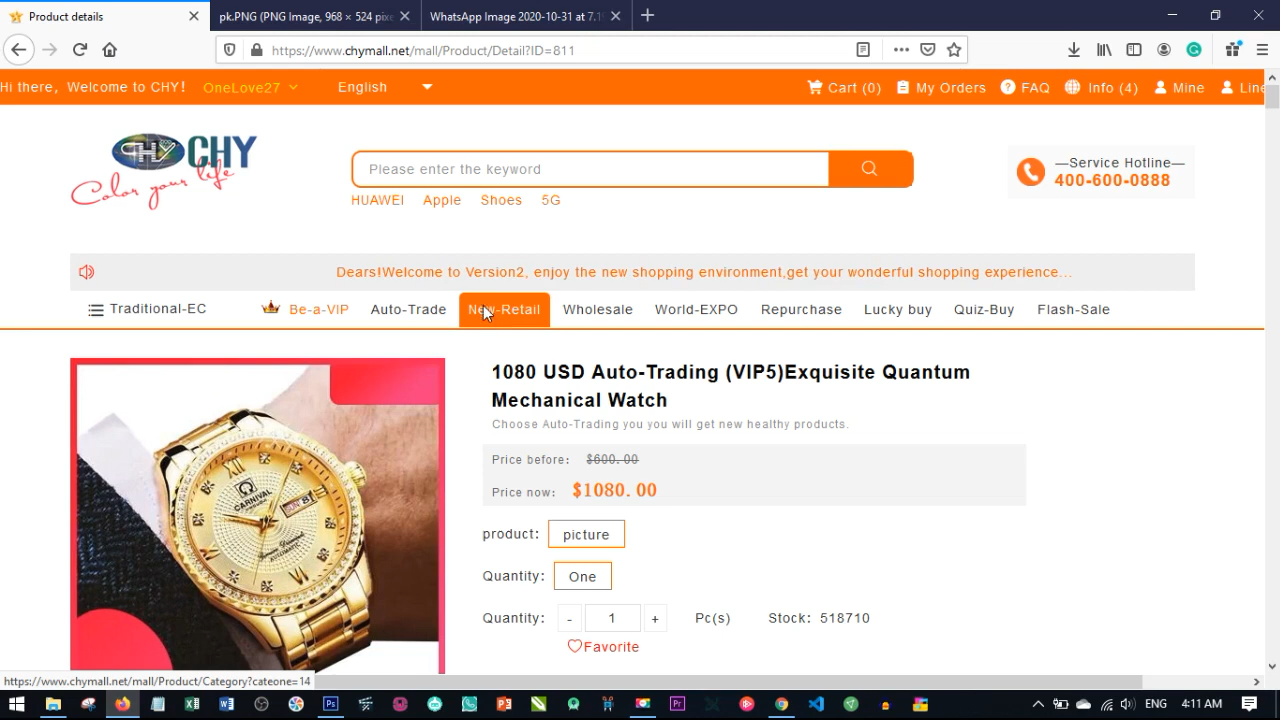 Product details
pk.PNG (PNG Image, 968 × 524 pixe
WhatsApp Image 2020-10-31 at 7.1
https://www.chymall.net/mall/Product/Detail?ID=811
Hi there, Welcome to CHY! OneLove27 English Cart (0) My Orders FAQ Info (4) Mine Line
CHY CHY
Color your life
Please enter the keyword
HUAWEI Apple Shoes 5G
—Service Hotline—
400-600-0888
Dears!Welcome to Version2, enjoy the new shopping environment,get your wonderful shopping experience...
Traditional-EC Be-a-VIP Auto-Trade New-Retail Wholesale World-EXPO Repurchase Lucky buy Quiz-Buy Flash-Sale
1080 USD Auto-Trading (VIP5)Exquisite Quantum
Mechanical Watch
Choose Auto-Trading you you will get new healthy products.
Price before: $600.00
Price now: $1080.00
product: picture
Quantity: One
Quantity: - 1 + Pc(s) Stock: 518710
Favorite
CARNIVAL
AUTOMATIC
https://www.chymall.net/mall/Product/Category?cateone=14
ENG 4:11 AM